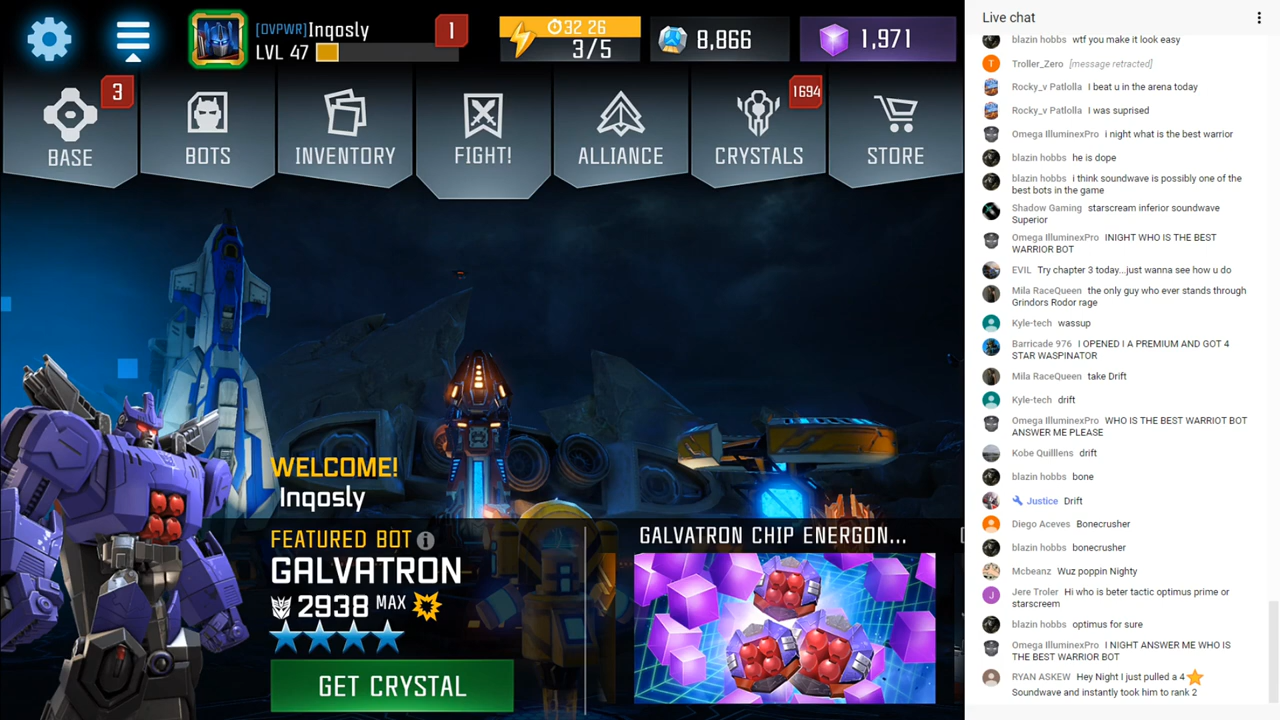 [OVPWR] Inqosly
LVL 47
1
32 26
3/5
8,866
1,971
3
BASE
BOTS
INVENTORY
FIGHT!
ALLIANCE
1694
CRYSTALS
STORE
WELCOME!
Inqosly
FEATURED BOT
GALVATRON
2938 MAX
GET CRYSTAL
GALVATRON CHIP ENERGON...
Live chat
blazin hobbs wtf you make it look easy
T Troller_Zero [message retracted]
Rocky_v Patlolla I beat u in the arena today
Rocky_v Patlolla I was suprised
Omega IlluminexPro i night what is the best warrior
blazin hobbs he is dope
blazin hobbs i think soundwave is possibly one of the
best bots in the game
Shadow Gaming starscream inferior soundwave
Superior
Omega IlluminexPro INIGHT WHO IS THE BEST
WARRIOR BOT
EVIL Try chapter 3 today...just wanna see how u do
Mila RaceQueen the only guy who ever stands through
Grindors Rodor rage
Kyle-tech wassup
Barricade 976 I OPENED I A PREMIUM AND GOT 4
STAR WASPINATOR
Mila RaceQueen take Drift
Kyle-tech drift
Omega IlluminexPro WHO IS THE BEST WARRIOT BOT
ANSWER ME PLEASE
Kobe Quilllens drift
blazin hobbs bone
Justice Drift
Diego Aceves Bonecrusher
blazin hobbs bonecrusher
Mcbeanz Wuz poppin Nighty
J Jere Troler Hi who is beter tactic optimus prime or
starscreem
blazin hobbs optimus for sure
Omega IlluminexPro I NIGHT ANSWER ME WHO IS
THE BEST WARRIOR BOT
RYAN ASKEW Hey Night I just pulled a 4
Soundwave and instantly took him to rank 2